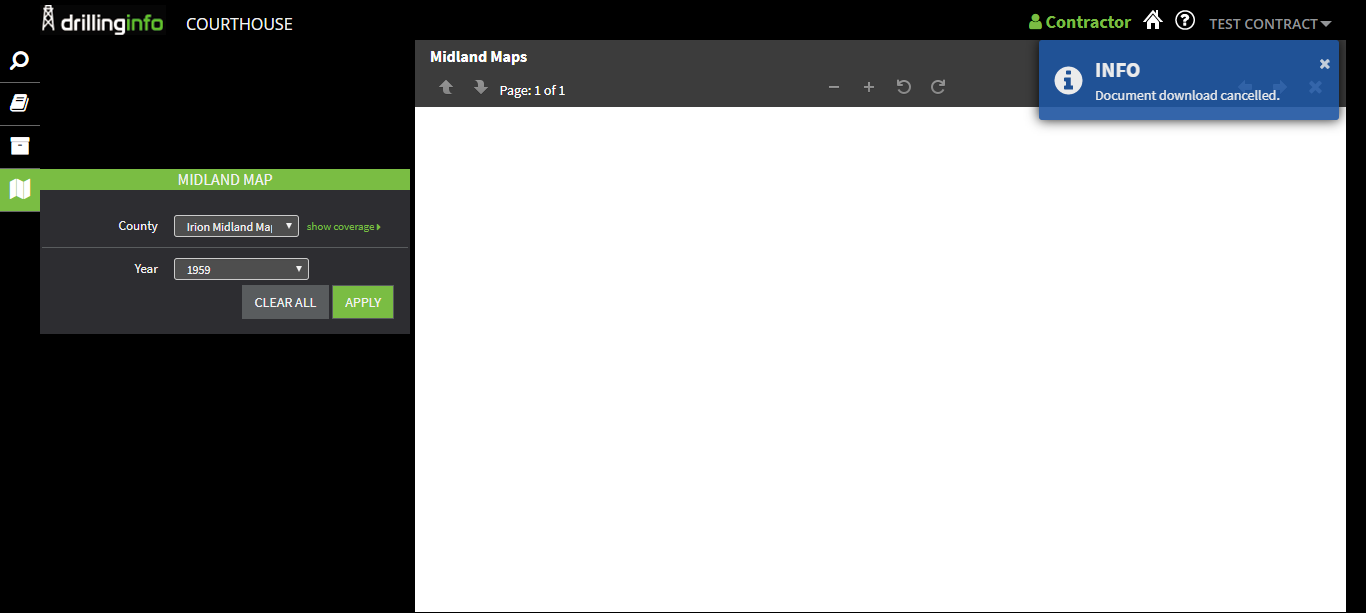 drillinginfo COURTHOUSE
Contractor
TEST CONTRACT
Midland Maps
Page: 1 of 1
INFO
Document download cancelled.
MIDLAND MAP
County Irion Midland Map show coverage
Year 1959
CLEAR ALL APPLY